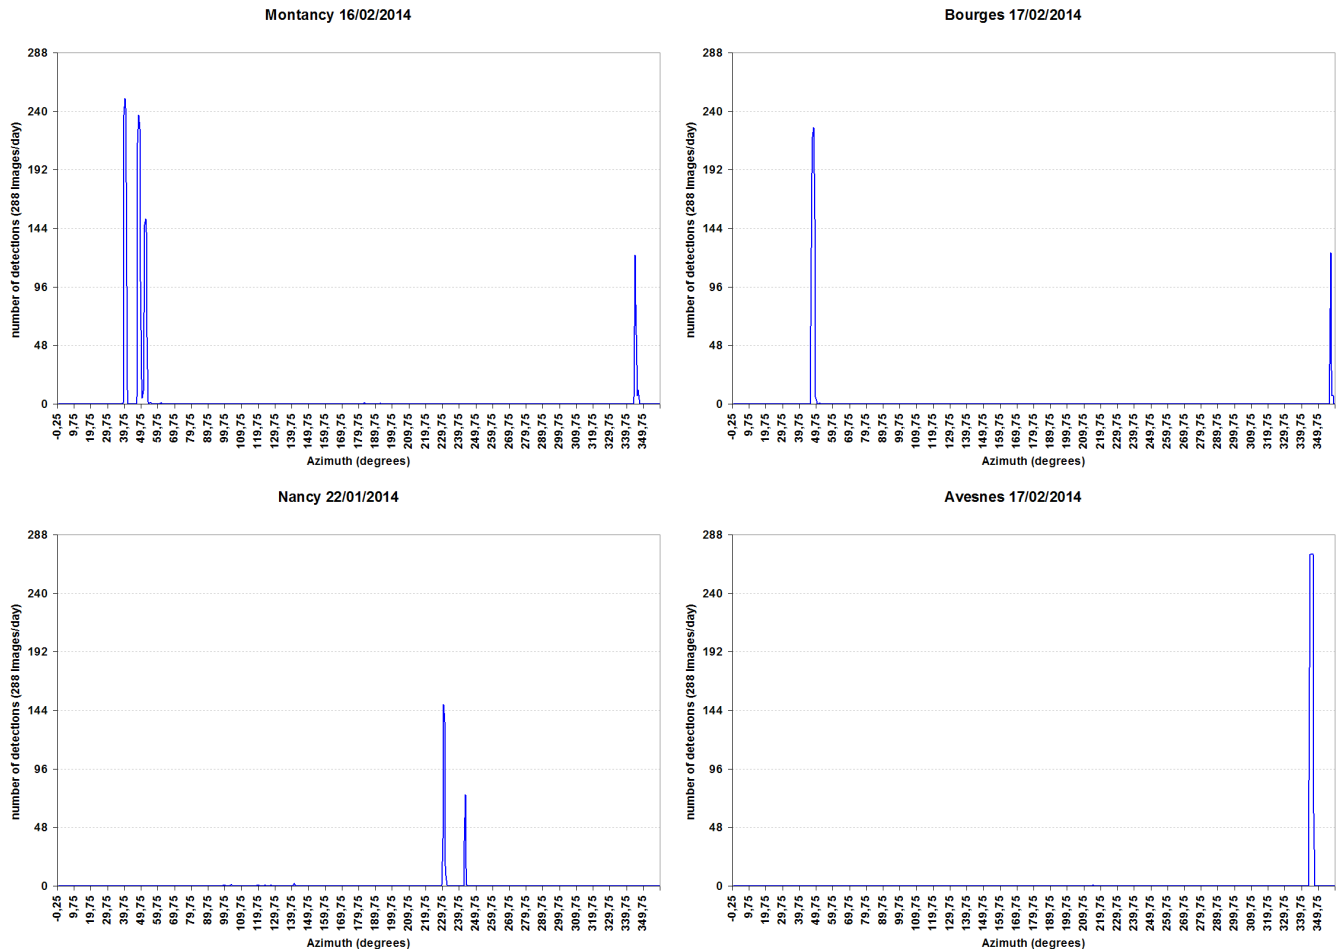 Montancy 16/02/2014
number of detections (288 Images/day)
288
240
192
144
96
48
0
-0,25 9,75 19,75 29,75 39,75 49,75 59,75 69,75 79,75 89,75 99,75 109,75 119,75 129,75 139,75 149,75 159,75 169,75 179,75 189,75 199,75 209,75 219,75 229,75 239,75 249,75 259,75 269,75 279,75 289,75 299,75 309,75 319,75 329,75 339,75 349,75
Azimuth (degrees)
Bourges 17/02/2014
number of detections (288 Images/day)
288
240
192
144
96
48
0
-0,25 9,75 19,75 29,75 39,75 49,75 59,75 69,75 79,75 89,75 99,75 109,75 119,75 129,75 139,75 149,75 159,75 169,75 179,75 189,75 199,75 209,75 219,75 229,75 239,75 249,75 259,75 269,75 279,75 289,75 299,75 309,75 319,75 329,75 339,75 349,75
Azimuth (degrees)
Nancy 22/01/2014
number of detections (288 Images/day)
288
240
192
144
96
48
0
-0,25 9,75 19,75 29,75 39,75 49,75 59,75 69,75 79,75 89,75 99,75 109,75 119,75 129,75 139,75 149,75 159,75 169,75 179,75 189,75 199,75 209,75 219,75 229,75 239,75 249,75 259,75 269,75 279,75 289,75 299,75 309,75 319,75 329,75 339,75 349,75
Azimuth (degrees)
Avesnes 17/02/2014
number of detections (288 Images/day)
288
240
192
144
96
48
0
-0,25 9,75 19,75 29,75 39,75 49,75 59,75 69,75 79,75 89,75 99,75 109,75 119,75 129,75 139,75 149,75 159,75 169,75 179,75 189,75 199,75 209,75 219,75 229,75 239,75 249,75 259,75 269,75 279,75 289,75 299,75 309,75 319,75 329,75 339,75 349,75
Azimuth (degrees)